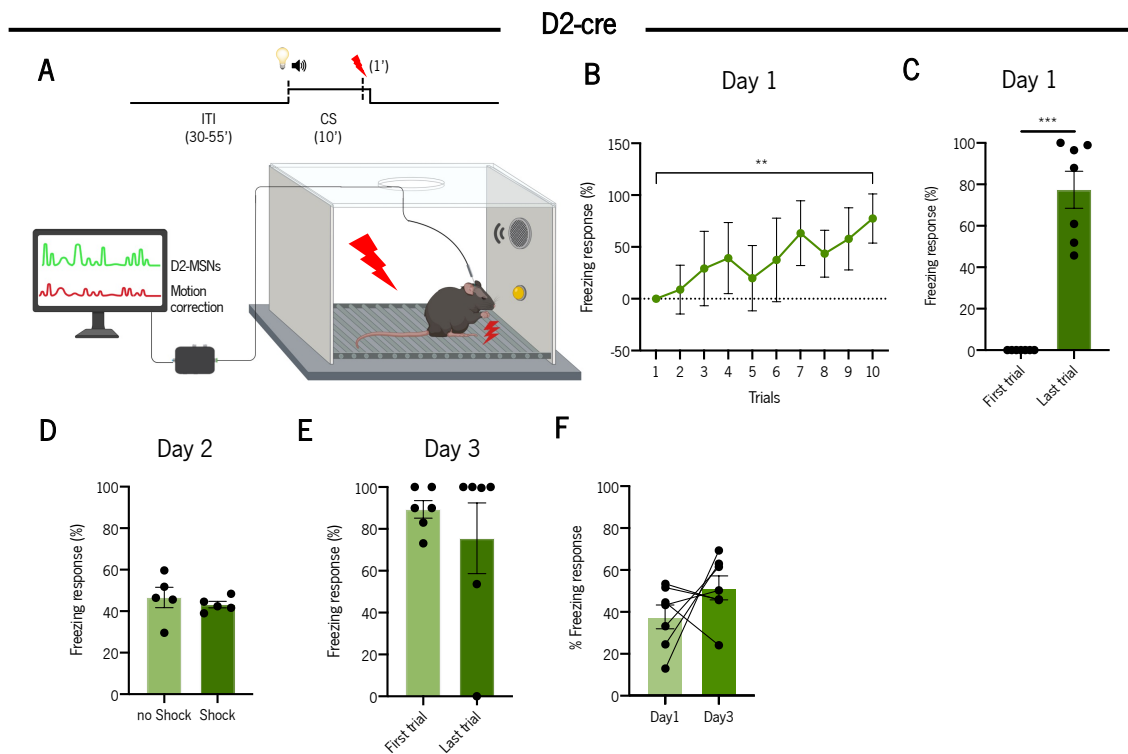 D2-cre
A
(1')
ITI
(30-55')
CS
(10')
D2-MSNs
Motion
correction
B
Day 1
Freezing response (%)
150
100
50
0
-50
**
1 2 3 4 5 6 7 8 9 10
Trials
C
Day 1
Freezing response (%)
100
80
60
40
20
0
***
First trial
Last trial
D
Day 2
Freezing response (%)
100
80
60
40
20
0
no Shock Shock
E
Day 3
Freezing response (%)
100
80
60
40
20
0
First trial
Last trial
F
% Freezing response
100
80
60
40
20
0
Day1 Day3